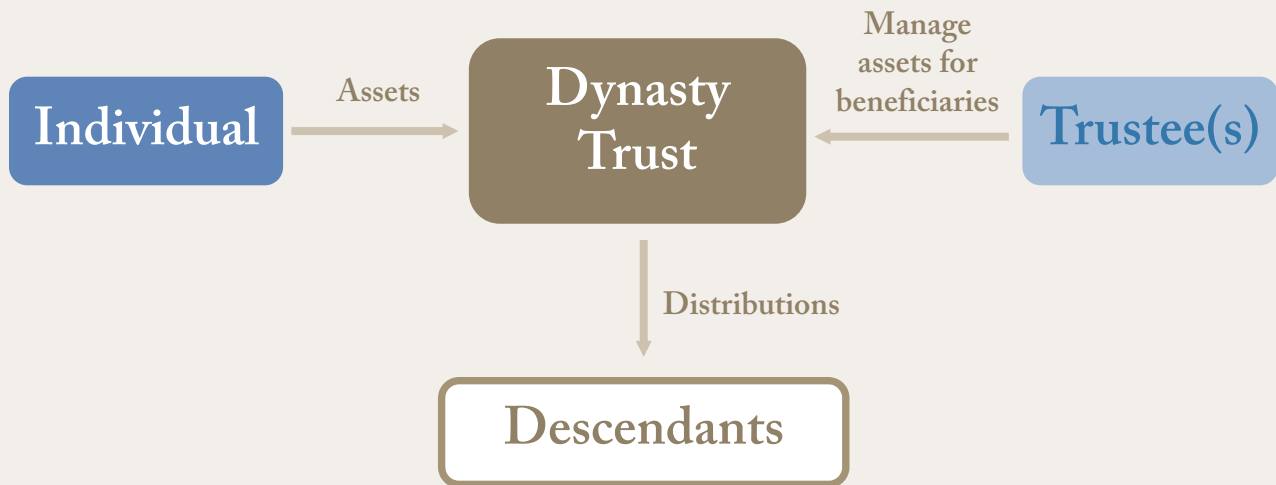 Individual
Assets
Dynasty
Trust
Manage
assets for
beneficiaries
Trustee(s)
Distributions
Descendants